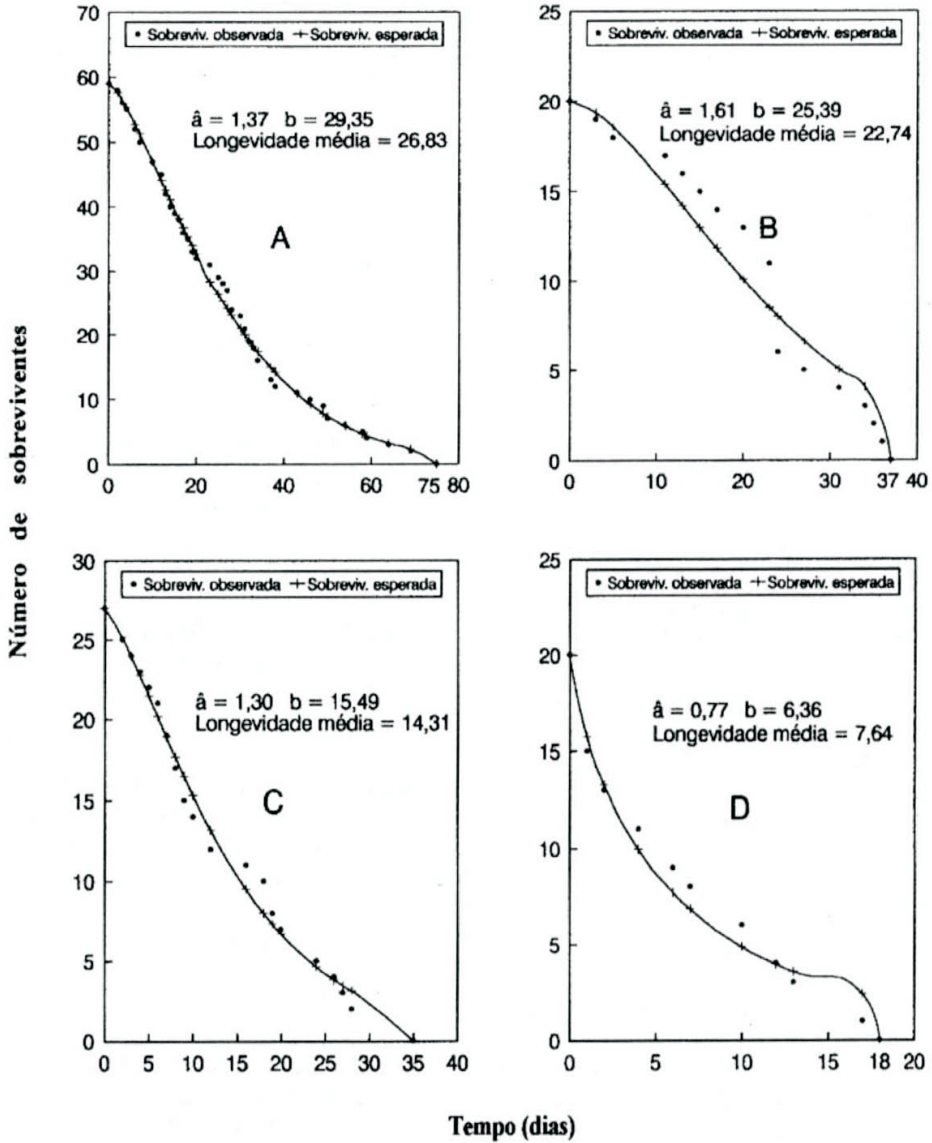 Número de sobreviventes
70
60
50
40
30
20
10
0
• Sobreviv. observada + Sobreviv. esperada
â = 1,37 b = 29,35
Longevidade média = 26,83
A
0 20 40 60 75 80
25
20
15
10
5
0
• Sobreviv. observada + Sobreviv. esperada
â = 1,61 b = 25,39
Longevidade média = 22,74
B
0 10 20 30 37 40
30
25
20
15
10
5
0
• Sobreviv. observada + Sobreviv. esperada
â = 1,30 b = 15,49
Longevidade média = 14,31
C
0 5 10 15 20 25 30 35 40
25
20
15
10
5
0
• Sobreviv. observada + Sobreviv. esperada
â = 0,77 b = 6,36
Longevidade média = 7,64
D
0 5 10 15 18 20
Tempo (dias)